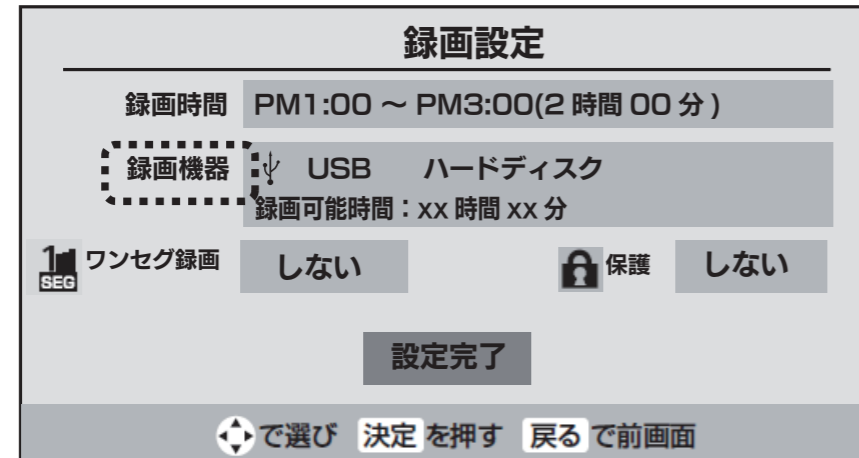 録画設定
録画時間 PM1:00 ～ PM3:00(2 時間 00 分 )
録画機器 USB ハードディスク
録画可能時間：xx 時間 xx 分
1 SEG ワンセグ録画 しない 保護 しない
設定完了
で選び 決定 を押す 戻る で前画面